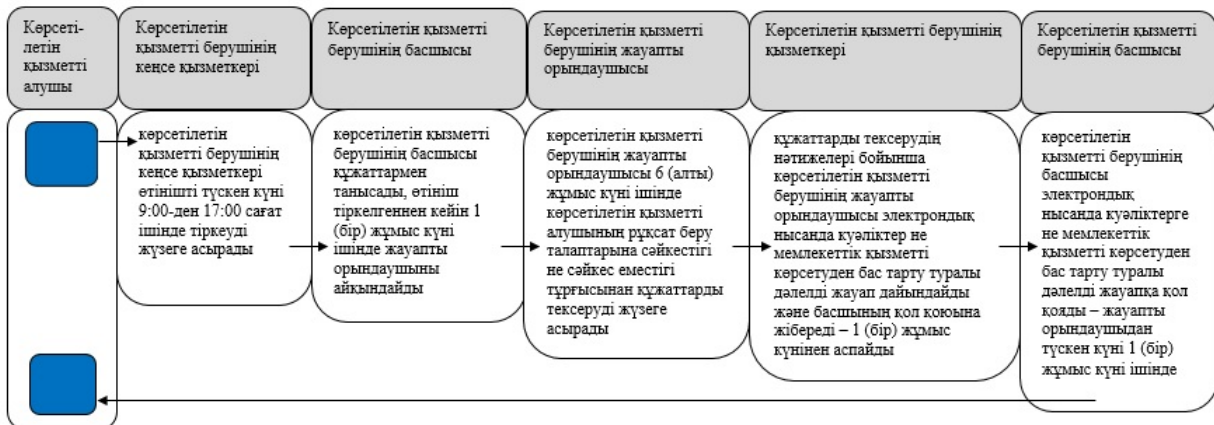 Көрсеті-
летін
қызметті
алушы
Көрсетілетін
қызметті берушінің
кеңсе қызметкері
Көрсетілетін қызметті
берушінің басшысы
Көрсетілетін қызметті
берушінің жауапты
орындаушысы
Көрсетілетін қызметті берушінің
қызметкері
Көрсетілетін қызметті
берушінің басшысы
көрсетілетін
қызметті берушінің
кеңсе қызметкері
өтінішті түскен күні
9:00-ден 17:00 сағат
ішінде тіркеуді
жүзеге асырады
көрсетілетін қызметті
берушінің басшысы
құжаттармен
танысады, өтініш
тіркелгеннен кейін 1
(бір) жұмыс күні
ішінде жауапты
орындаушыны
айқындайды
көрсетілетін қызметті
берушінің жауапты
орындаушысы 6 (алты)
жұмыс күні ішінде
көрсетілетін қызметті
алушының рұқсат беру
талаптарына сәйкестігі
не сәйкес еместігі
тұрғысынан құжаттарды
тексеруді жүзеге
асырады
құжаттарды тексерудің
нәтижелері бойынша
көрсетілетін қызметті
берушінің жауапты
орындаушысы электрондық
нысанда куәліктер не
мемлекеттік қызметті
көрсетуден бас тарту туралы
дәлелді жауап дайындайды
және басшының қол қоюына
жібереді – 1 (бір) жұмыс
күнінен аспайды
көрсетілетін
қызметті берушінің
басшысы
электрондық
нысанда куәліктерге
не мемлекеттік
қызметті көрсетуден
бас тарту туралы
дәлелді жауапқа қол
қояды – жауапты
орындаушыдан
түскен күні 1 (бір)
жұмыс күні ішінде